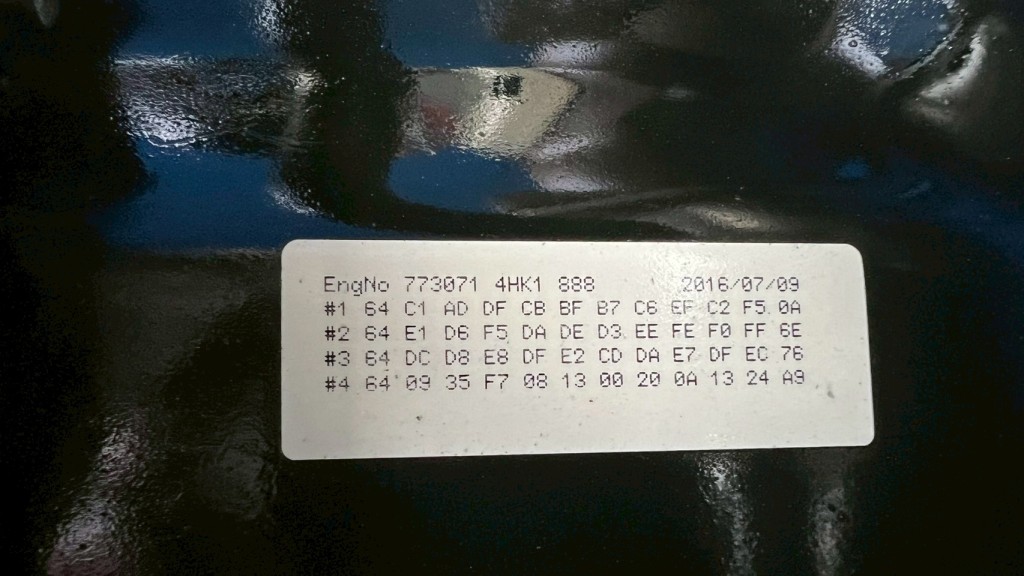 EngNo 773071 4HK1 888 2016/07/09
#1 64 C1 AD DF CB BF B7 C6 EF C2 F5 0A
#2 64 E1 D6 F5 DA DE D3 EE FE F0 FF 6E
#3 64 DC D8 E8 DF E2 CD DA E7 DF EC 76
#4 64 09 35 F7 08 13 00 20 0A 13 24 A9